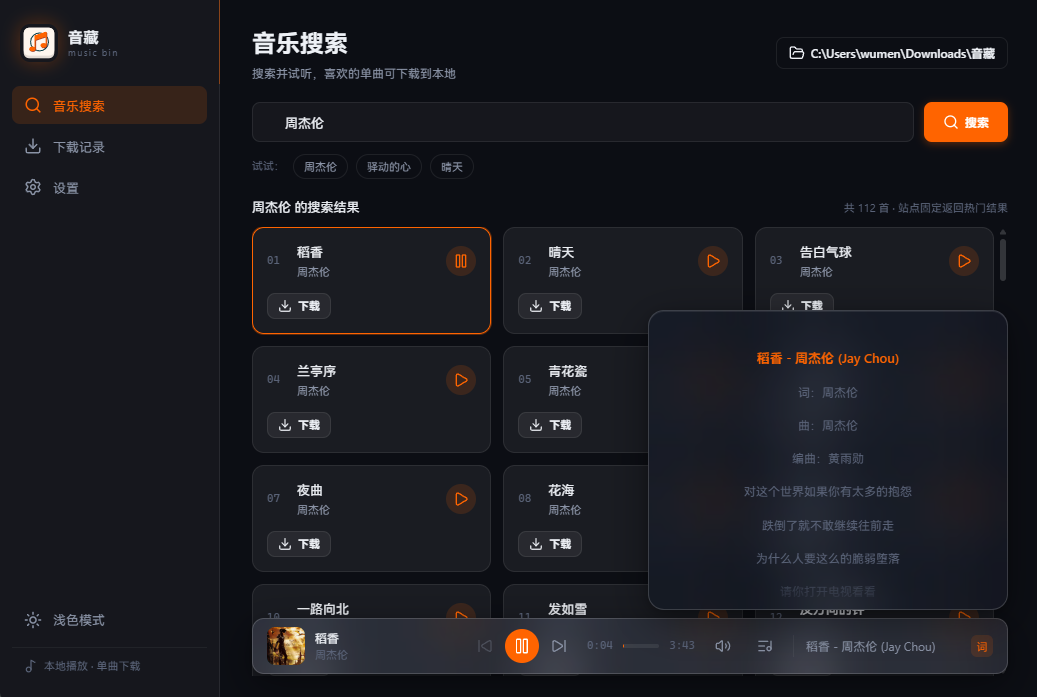 音藏
music bin
音乐搜索
下载记录
设置
浅色模式
本地播放 · 单曲下载
音乐搜索
搜索并试听，喜欢的单曲可下载到本地
C:\Users\wumen\Downloads\音藏
周杰伦
搜索
试试： 周杰伦 驿动的心 晴天
周杰伦 的搜索结果
共 112 首 · 站点固定返回热门结果
01 稻香
周杰伦
下载
02 晴天
周杰伦
下载
03 告白气球
周杰伦
下载
04 兰亭序
周杰伦
下载
05 青花瓷
周杰伦
下载
07 夜曲
周杰伦
下载
08 花海
周杰伦
下载
10 一路向北
11 发如雪
12 反方向的钟
稻香 - 周杰伦 (Jay Chou)
词：周杰伦
曲：周杰伦
编曲：黄雨勋
对这个世界如果你有太多的抱怨
跌倒了就不敢继续往前走
为什么人要这么的脆弱堕落
请你打开电视看看
稻香
周杰伦
0:04 3:43
稻香 - 周杰伦 (Jay Chou)
词